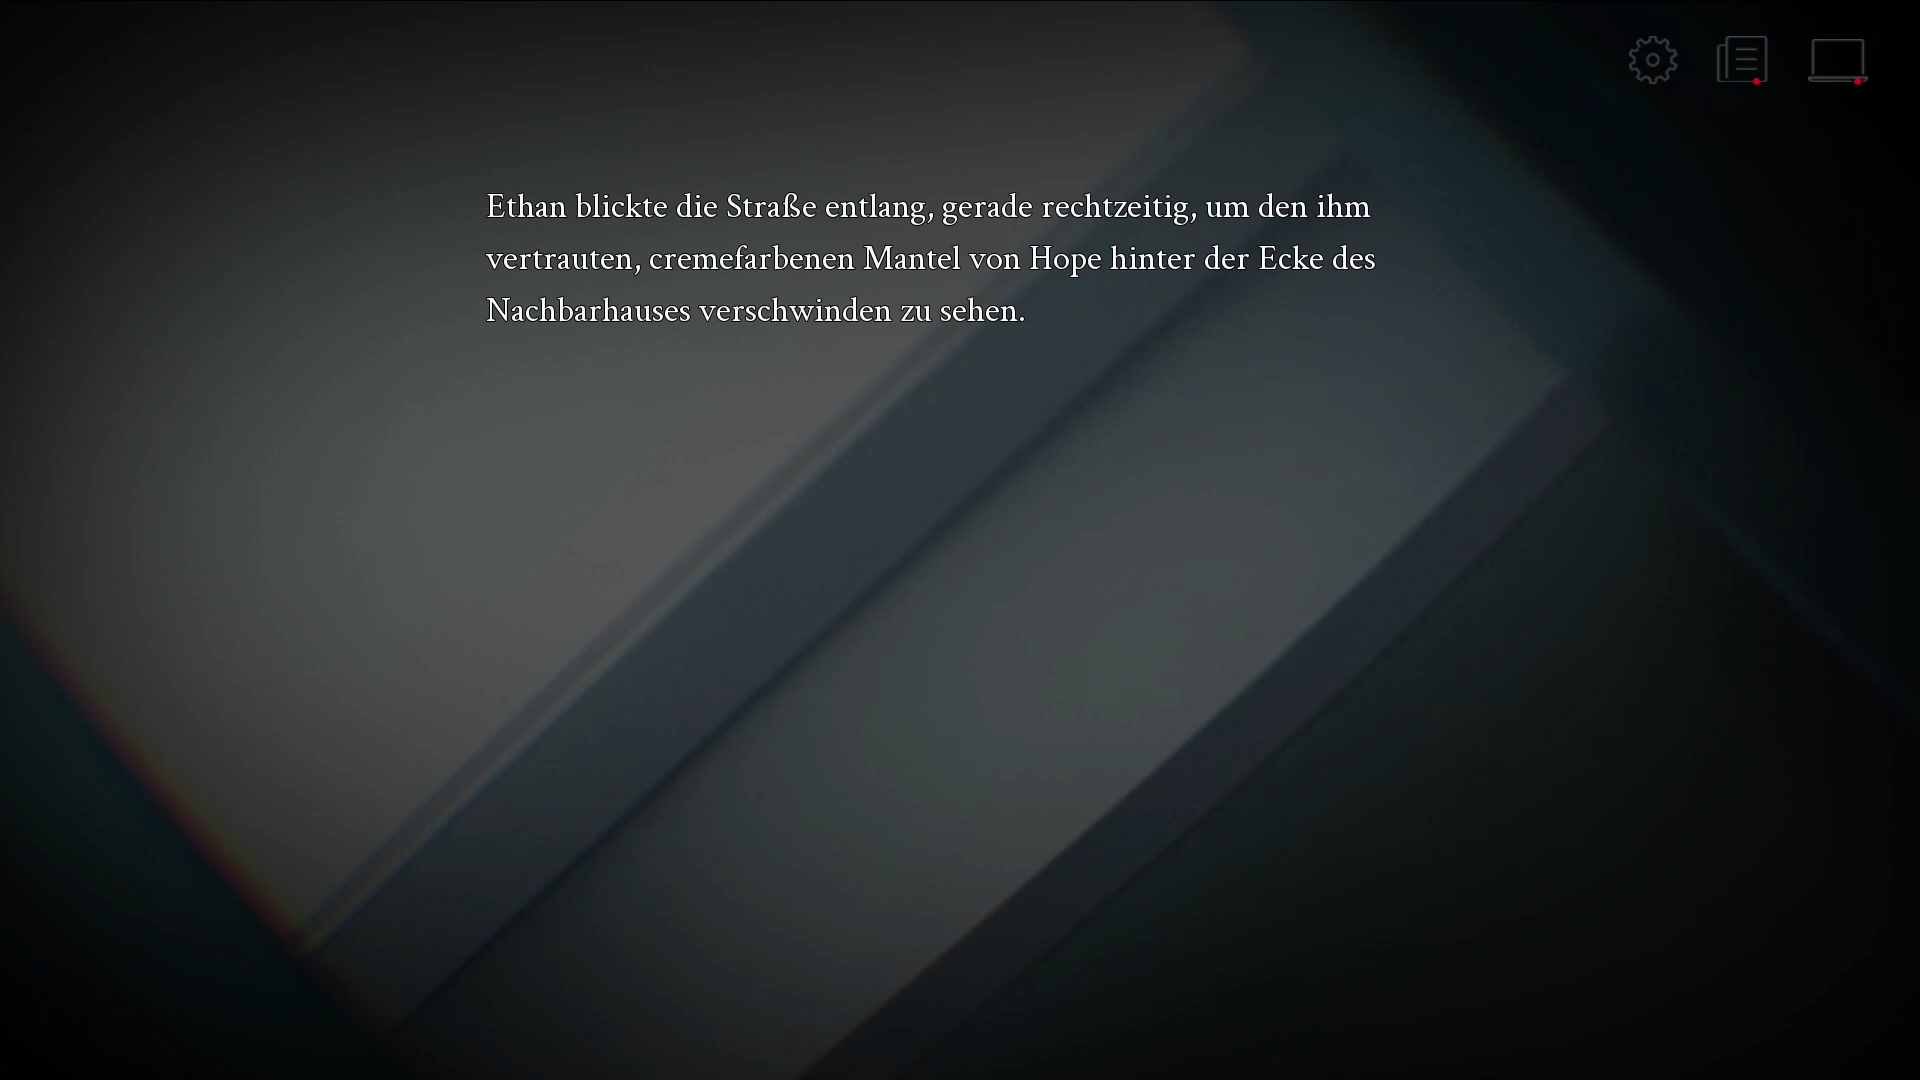 Ethan blickte die Straße entlang, gerade rechtzeitig, um den ihm
vertrauten, cremefarbenen Mantel von Hope hinter der Ecke des
Nachbarhauses verschwinden zu sehen.